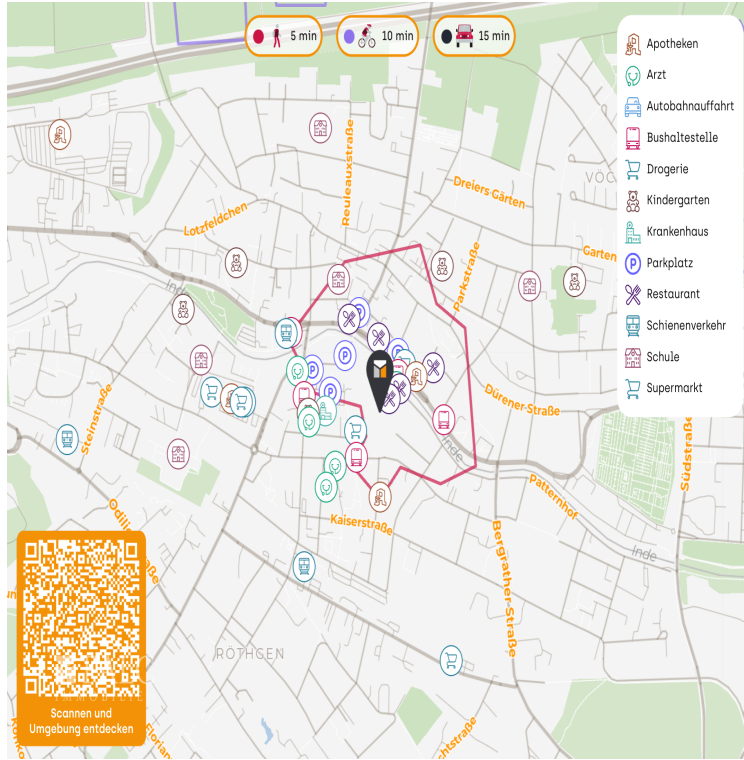 5 min
10 min
15 min
Apotheken
Arzt
Autobahnauffahrt
Bushaltestelle
Drogerie
Kindergarten
Krankenhaus
Parkplatz
Restaurant
Schienenverkehr
Schule
Supermarkt
Reuleauxstraße
Dreiers Gärten
Lotzfeldchen
Parkstraße
Garten
Inde
Dürener-Straße
Steinstraße
Inde
Südstraße
Patternhof
Kaiserstraße
Inde
Bergrather-Straße
RÖTHGEN
Scannen und
Umgebung entdecken